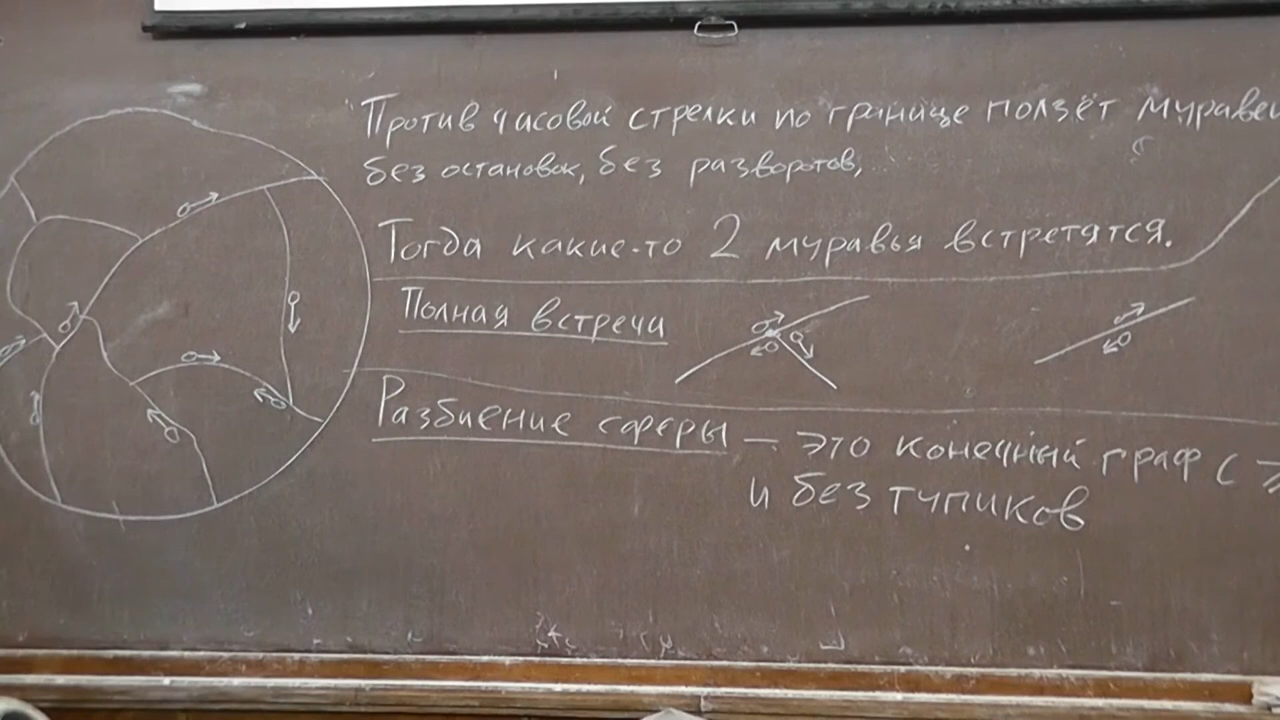 Против часовой стрелки по границе ползёт муравей
без остановок, без разворотов,
Тогда какие-то 2 муравья встретятся.
Полная встреча
Разбиение сферы — это конечный граф с ≥
и без тупиков